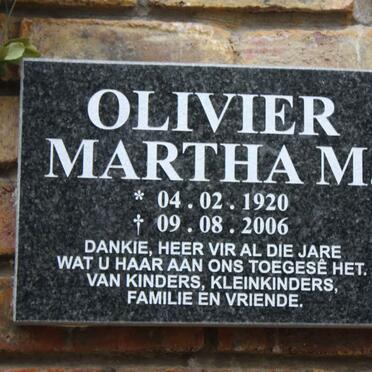 OLIVIER
MARTHA M.
* 04.02.1920
† 09.08.2006
DANKIE, HEER VIR AL DIE JARE
WAT U HAAR AAN ONS TOEGESÊ HET.
VAN KINDERS, KLEINKINDERS,
FAMILIE EN VRIENDE.